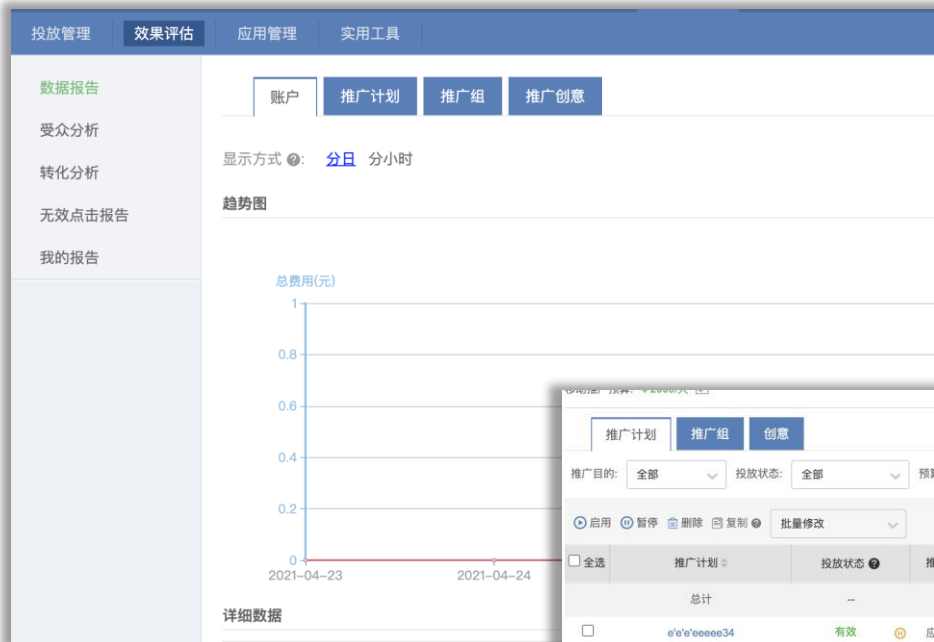 投放管理 效果评估 应用管理 实用工具
数据报告
受众分析
转化分析
无效点击报告
我的报告
账户 推广计划 推广组 推广创意
显示方式 ?: 分日 分小时
趋势图
总费用(元)
1
0.8
0.6
0.4
0.2
0
2021-04-23 2021-04-24
详细数据
推广计划 推广组 创意
推广目的: 全部 投放状态: 全部 预算
启用 暂停 删除 复制 ? 批量修改
全选 推广计划 投放状态 ? 推
总计 --
e'e'e'eeeee34 有效 应